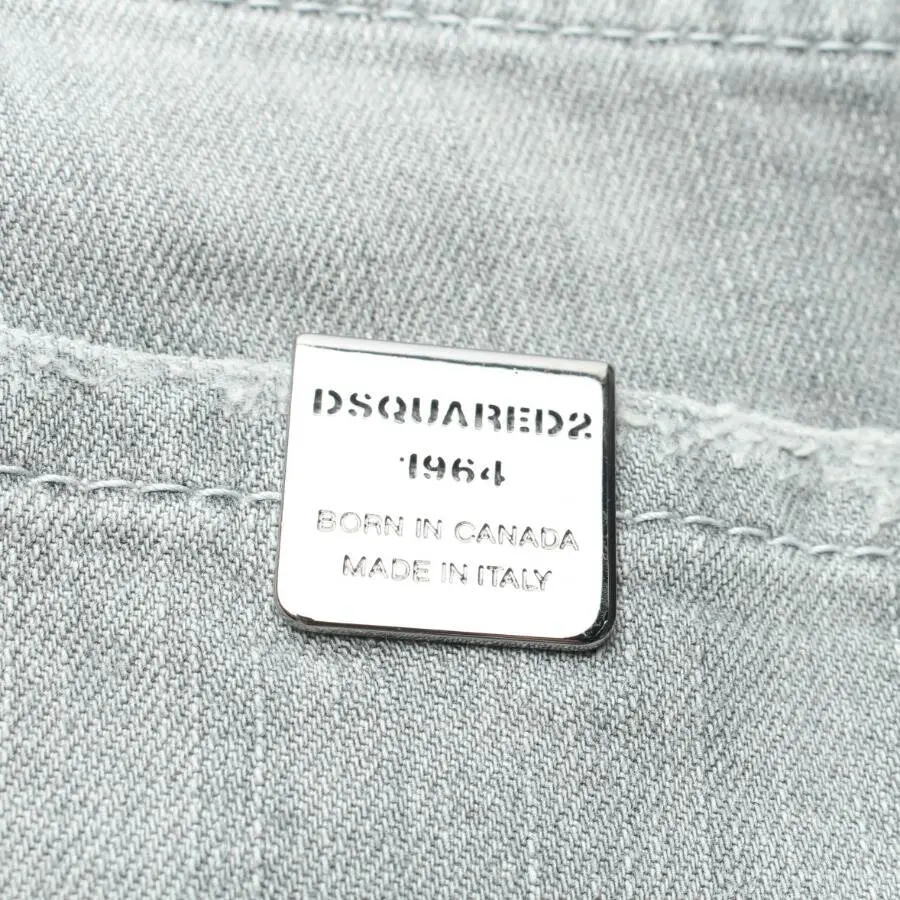 DSQUARED2
1964
BORN IN CANADA
MADE IN ITALY